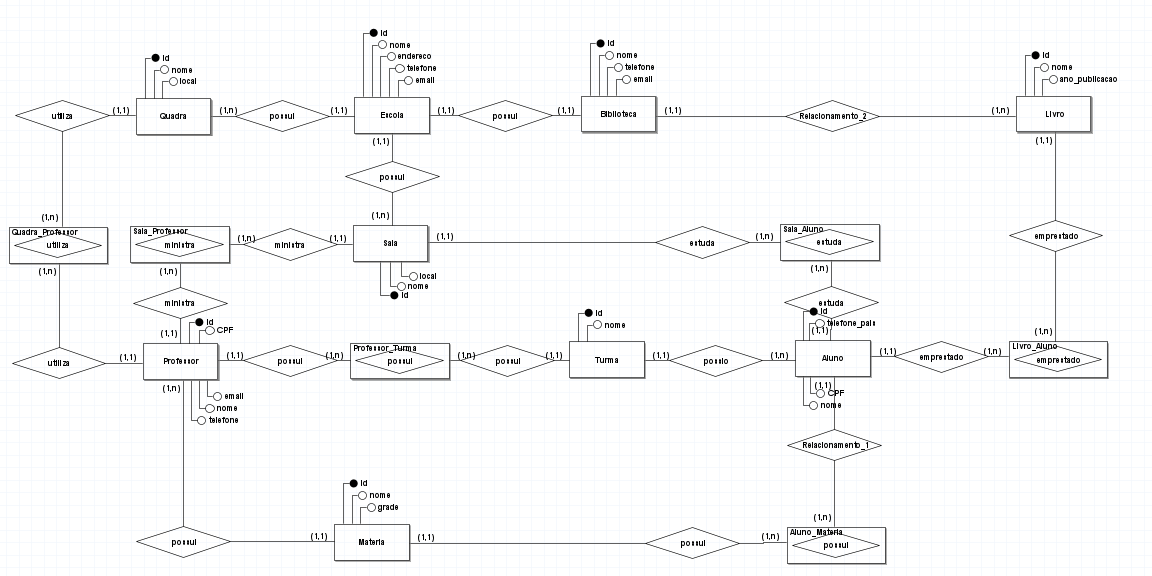 id
nome
endereco
telefone
email
id
nome
telefone
email
id
nome
local
id
nome
ano_publicacao
utiliza
(1,1)
Quadra
(1,n)
possui
(1,1)
Escola
(1,1)
possui
(1,1)
Biblioteca
(1,1)
Relacionamento_2
(1,n)
Livro
(1,1)
(1,1)
possui
(1,n)
(1,n)
Quadra_Professor
utiliza
(1,n)
Sala_Professor
ministra
(1,n)
ministra
(1,1)
Sala
(1,1)
estuda
(1,n)
Sala_Aluno
estuda
(1,n)
emprestado
(1,n)
local
nome
id
(1,n)
ministra
(1,1)
id
CPF
estuda
id
telefone_pais
(1,1)
id
nome
utiliza
(1,1)
Professor
(1,1)
possui
(1,n)
Professor_Turma
possui
(1,n)
possui
(1,1)
Turma
(1,1)
possio
(1,n)
Aluno
(1,1)
emprestado
(1,n)
Livro_Aluno
emprestado
(1,n)
email
nome
telefone
(1,1)
CPF
nome
Relacionamento_1
(1,n)
id
nome
grade
possui
(1,1)
Materia
(1,1)
possui
(1,n)
Aluno_Materia
possui